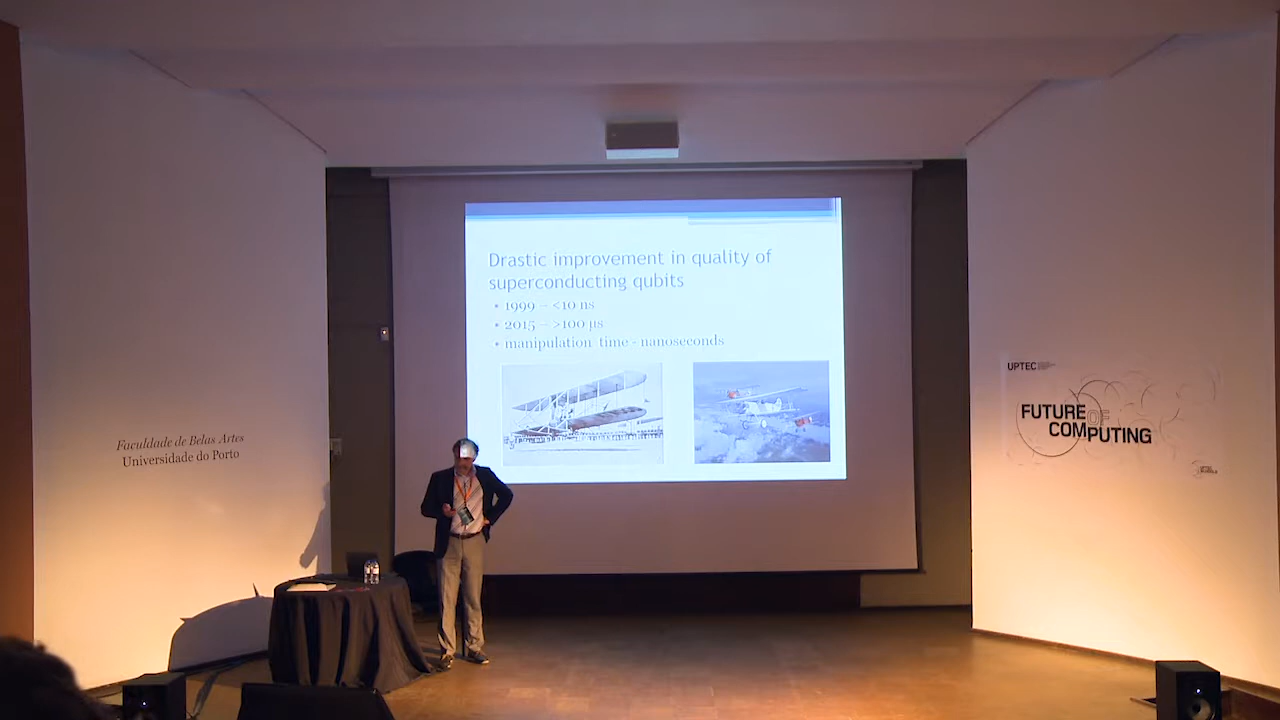 Drastic improvement in quality of
superconducting qubits
• 1999 – <10 ns
• 2015 – >100 μs
• manipulation time - nanoseconds
Faculdade de Belas Artes
Universidade do Porto
UPTEC
FUTURE OF
COMPUTING